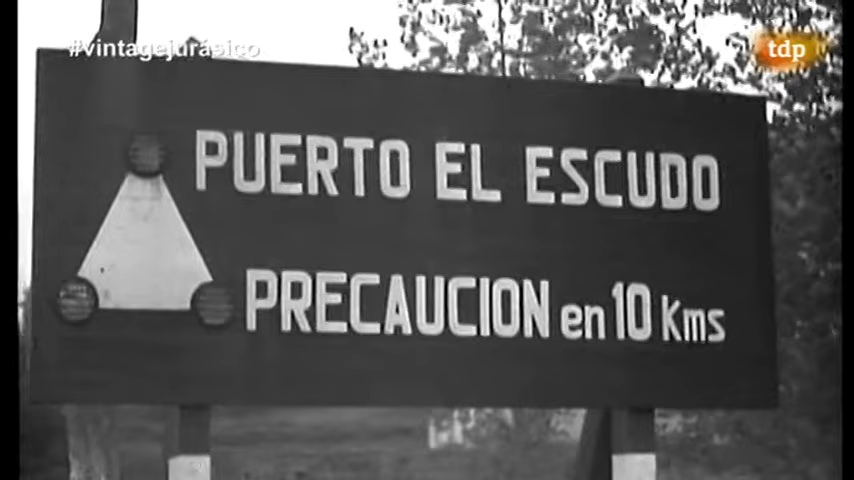 #vintagejurásico
tdp
PUERTO EL ESCUDO
PRECAUCION en 10 Kms